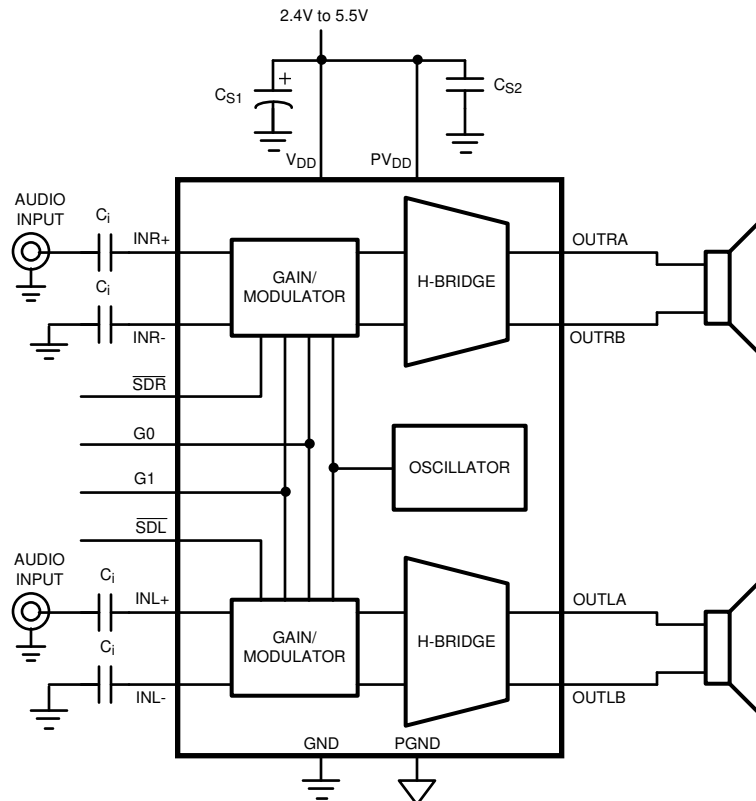 2.4V to 5.5V
+
CS1
CS2
VDD
PVDD
AUDIO
INPUT
Ci
INR+
OUTRA
GAIN/
MODULATOR
H-BRIDGE
Ci
INR-
OUTRB
SDR
G0
OSCILLATOR
G1
SDL
AUDIO
INPUT
Ci
INL+
OUTLA
GAIN/
MODULATOR
H-BRIDGE
Ci
INL-
OUTLB
GND
PGND